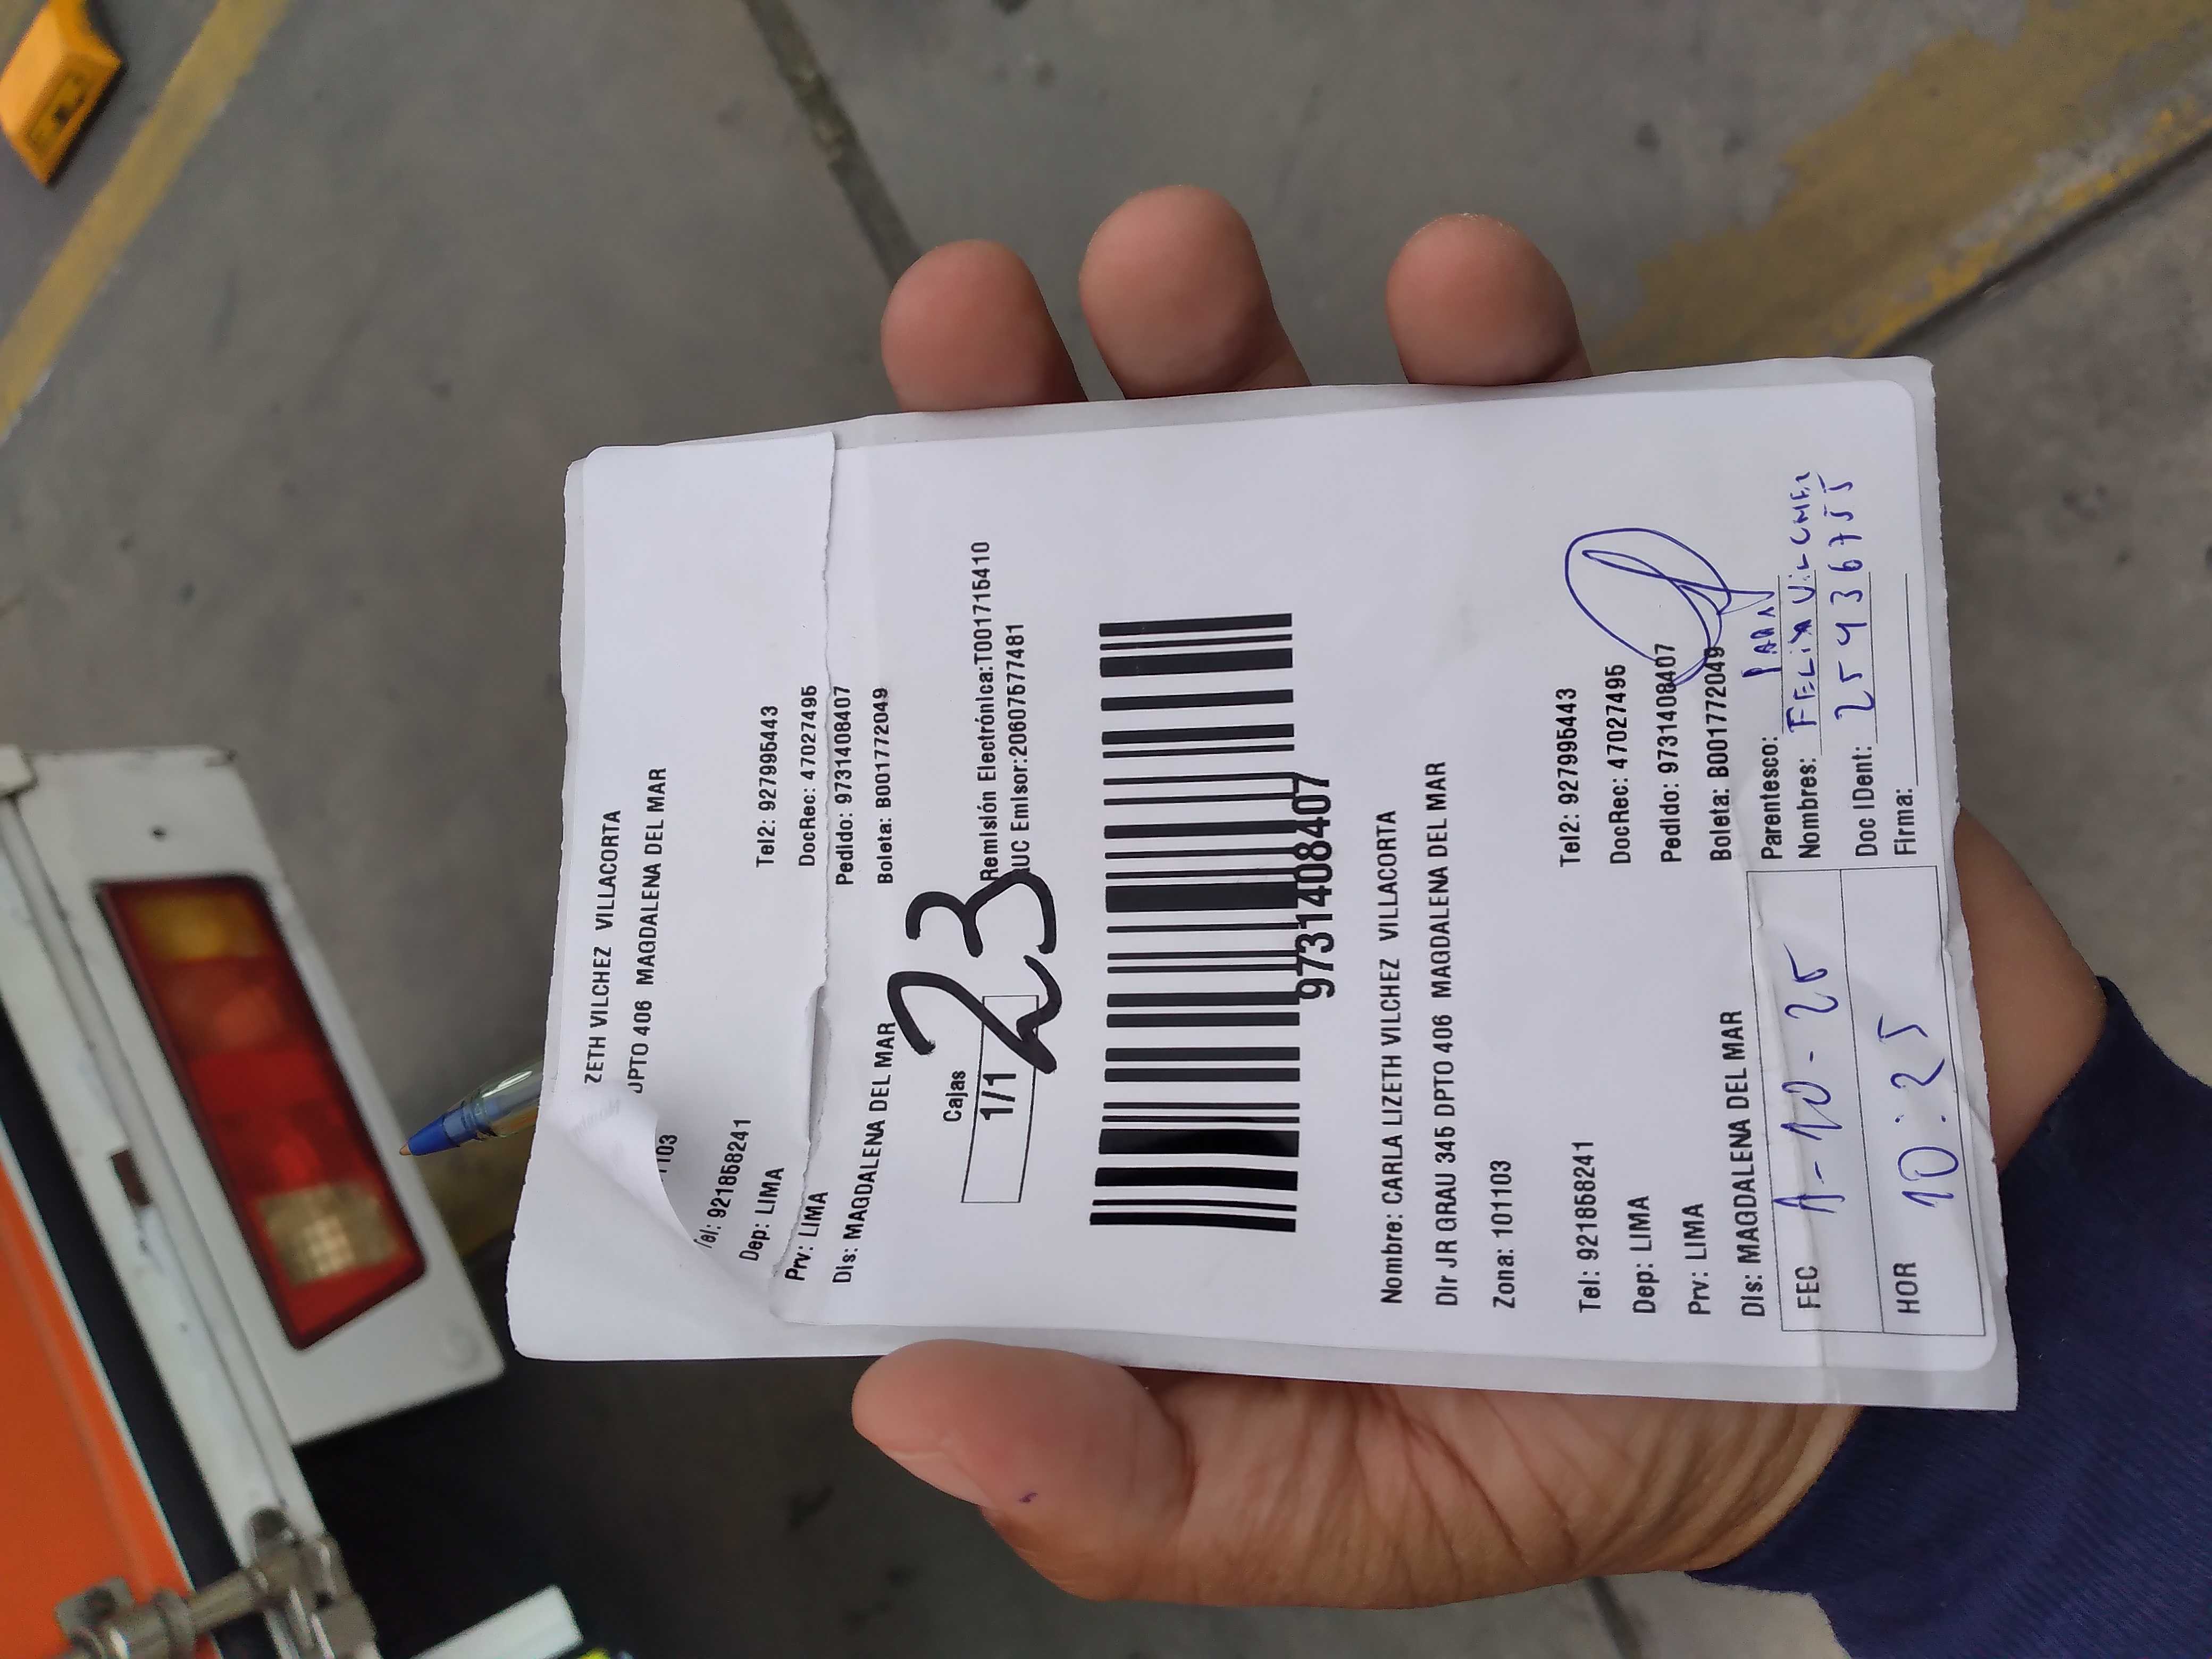 ZETH VILCHEZ VILLACORTA
DPTO 406 MAGDALENA DEL MAR
1103
Tel: 921858241
Tel2: 927995443
Dep: LIMA
DocRec: 47027495
Prv: LIMA
Pedido: 9731408407
Dis: MAGDALENA DEL MAR
Boleta: B001772049
23
Cajas
1/1
Remisión Electrónica:T001715410
RUC Emisor:20607577481
9731408407
Nombre: CARLA LIZETH VILCHEZ VILLACORTA
Dir JR GRAU 345 DPTO 406 MAGDALENA DEL MAR
Zona: 101103
Tel: 921858241
Tel2: 927995443
Dep: LIMA
DocRec: 47027495
Prv: LIMA
Pedido: 9731408407
Dis: MAGDALENA DEL MAR
Boleta: B001772049
FEC
1-10-25
HOR
10:25
Parentesco:
Nombres: FELIX VILCHEZ
Doc IDent: 25436755
Firma: